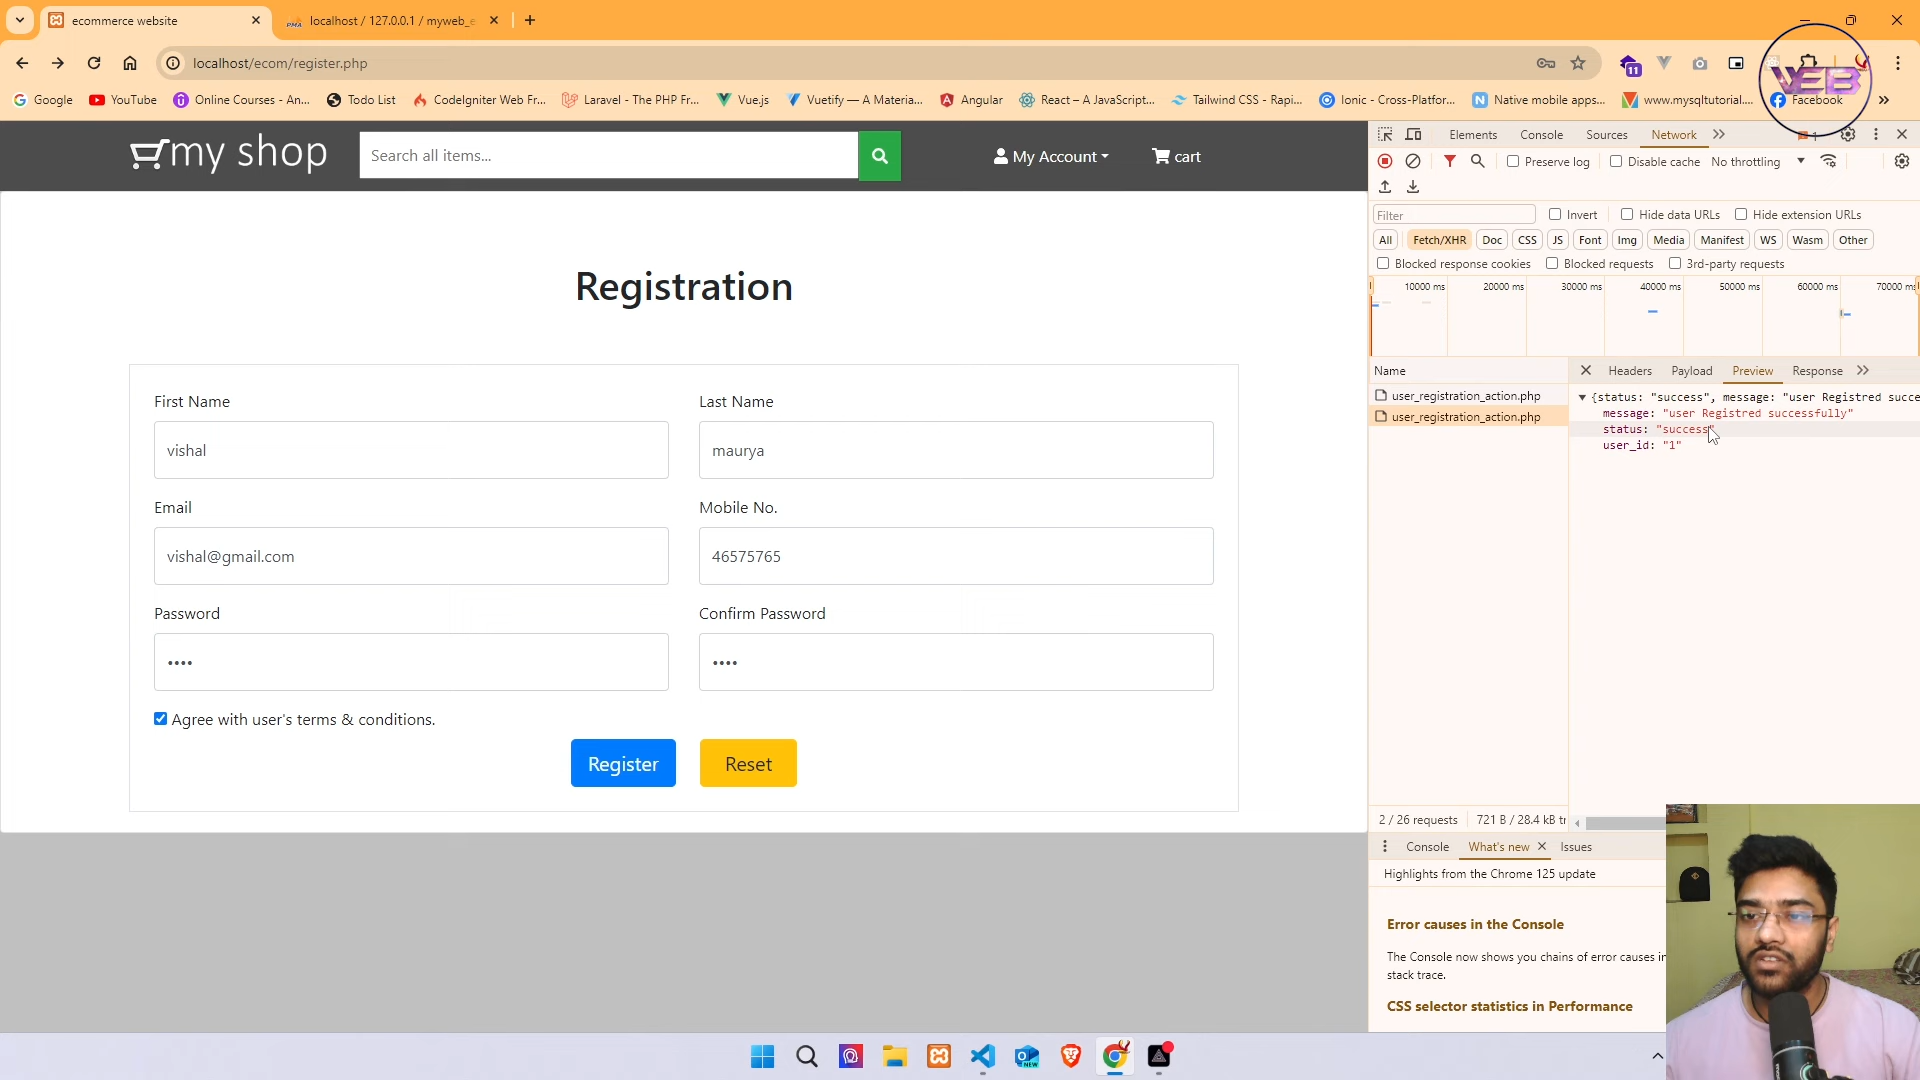 ecommerce website
localhost / 127.0.0.1 / myweb_e
localhost/ecom/register.php
11
WEB
Google
YouTube
Online Courses - An...
Todo List
CodeIgniter Web Fr...
Laravel - The PHP Fr...
Vue.js
Vuetify — A Materia...
Angular
React – A JavaScript...
Tailwind CSS - Rapi...
Ionic - Cross-Platfor...
Native mobile apps...
www.mysqltutorial....
Facebook
my shop
Search all items...
My Account
cart
Registration
First Name
Last Name
vishal
maurya
Email
Mobile No.
vishal@gmail.com
46575765
Password
Confirm Password
Agree with user's terms & conditions.
Register
Reset
Elements
Console
Sources
Network
1
Preserve log
Disable cache
No throttling
Filter
Invert
Hide data URLs
Hide extension URLs
All
Fetch/XHR
Doc
CSS
JS
Font
Img
Media
Manifest
WS
Wasm
Other
Blocked response cookies
Blocked requests
3rd-party requests
10000 ms
20000 ms
30000 ms
40000 ms
50000 ms
60000 ms
70000 ms
Name
Headers
Payload
Preview
Response
user_registration_action.php
user_registration_action.php
{status: "success", message: "user Registred succe
message: "user Registred successfully"
status: "success"
user_id: "1"
2 / 26 requests
721 B / 28.4 kB tr
Console
What's new
Issues
Highlights from the Chrome 125 update
Error causes in the Console
The Console now shows you chains of error causes in
stack trace.
CSS selector statistics in Performance
NEW